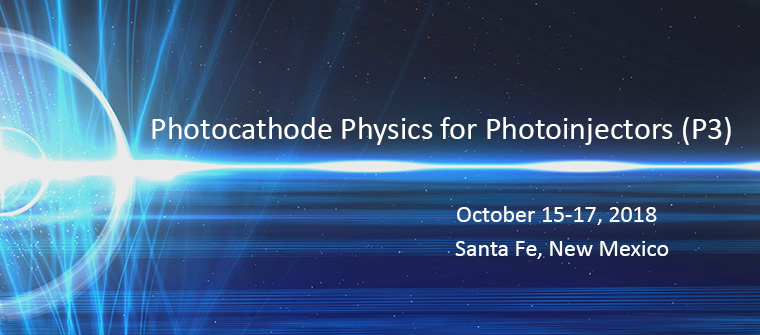 Photocathode Physics for Photoinjectors (P3)
October 15-17, 2018
Santa Fe, New Mexico